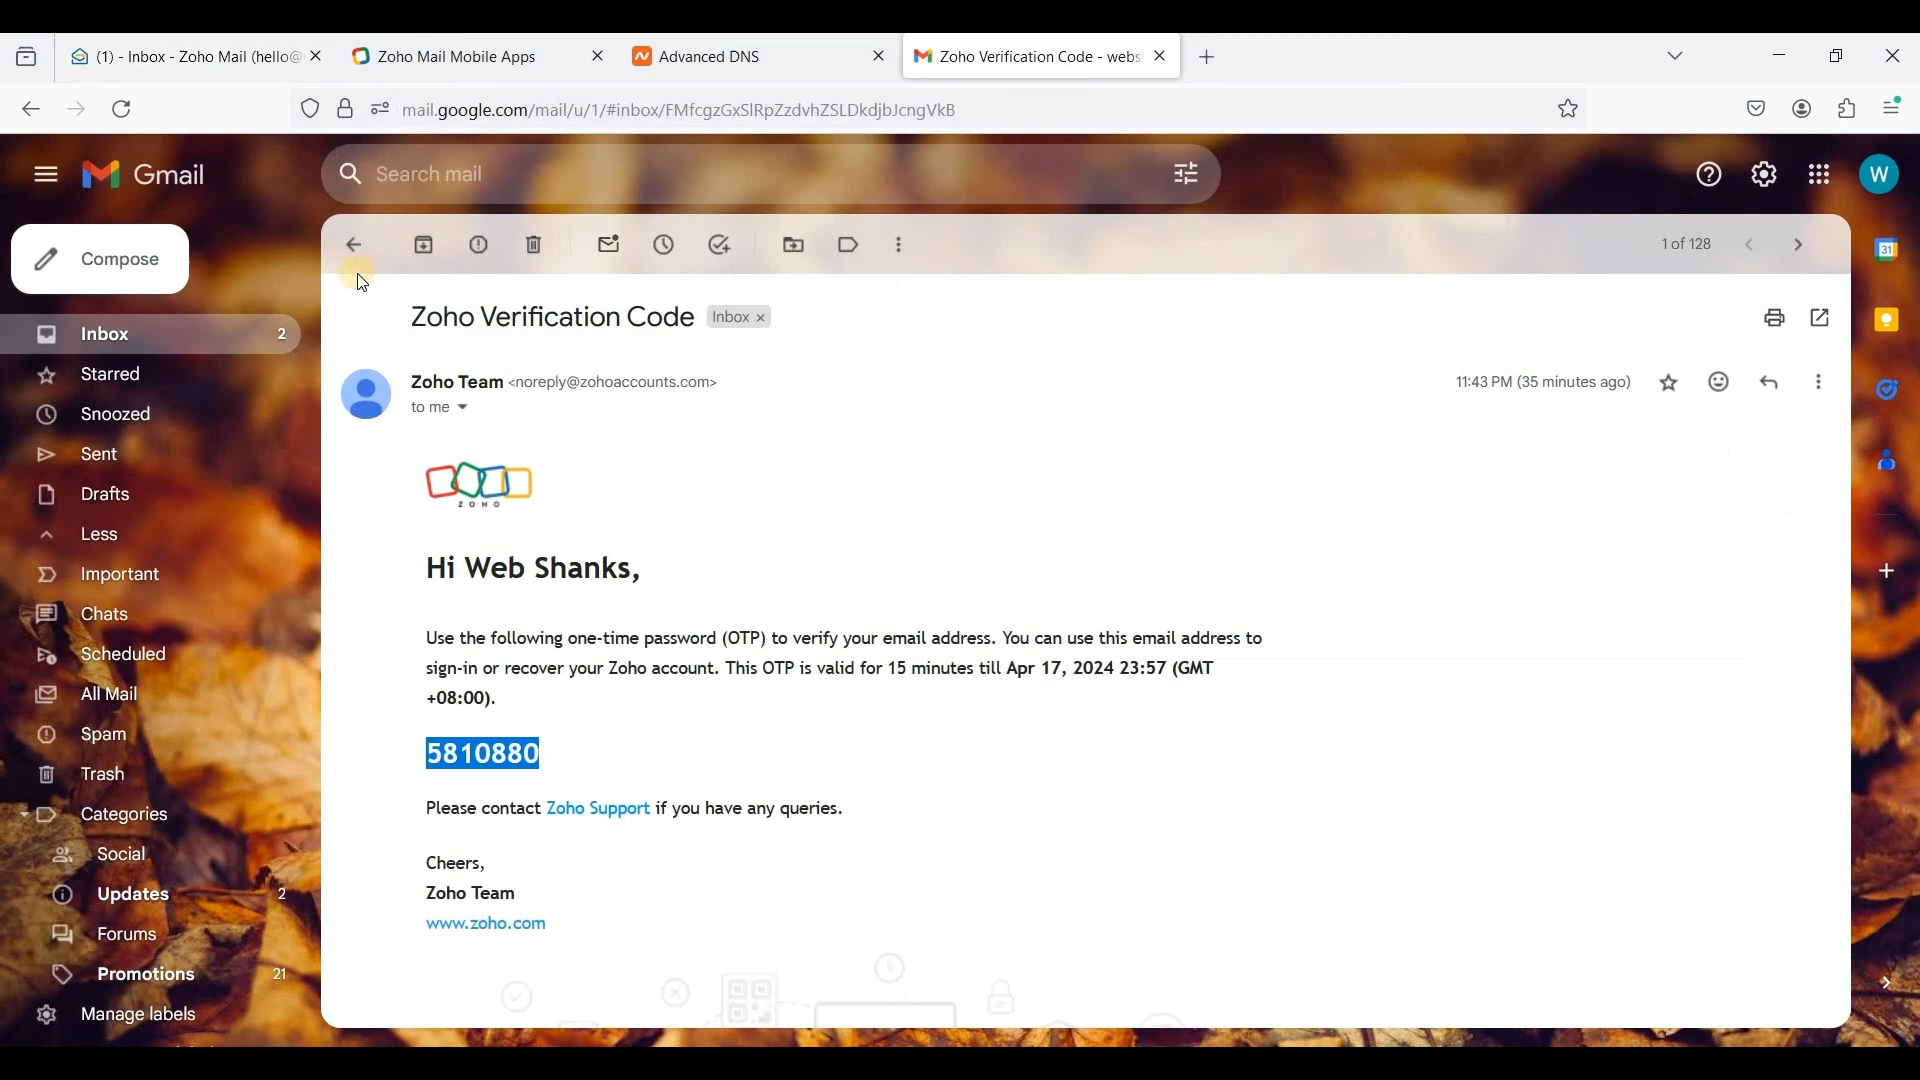 (1) - Inbox - Zoho Mail (hello@
Zoho Mail Mobile Apps
Advanced DNS
Zoho Verification Code - webs
mail.google.com/mail/u/1/#inbox/FMfcgzGxSlRpZzdvhZSLDkdjbJcngVkB
Gmail
Search mail
W
Compose
1 of 128
31
Inbox 2
Starred
Snoozed
Sent
Drafts
Less
Important
Chats
Scheduled
All Mail
Spam
Trash
Categories
Social
Updates 2
Forums
Promotions 21
Manage labels
Zoho Verification Code
Inbox ×
Zoho Team <noreply@zohoaccounts.com>
11:43 PM (35 minutes ago)
to me
ZOHO
Hi Web Shanks,
Use the following one-time password (OTP) to verify your email address. You can use this email address to
sign-in or recover your Zoho account. This OTP is valid for 15 minutes till Apr 17, 2024 23:57 (GMT
+08:00).
5810880
Please contact Zoho Support if you have any queries.
Cheers,
Zoho Team
www.zoho.com